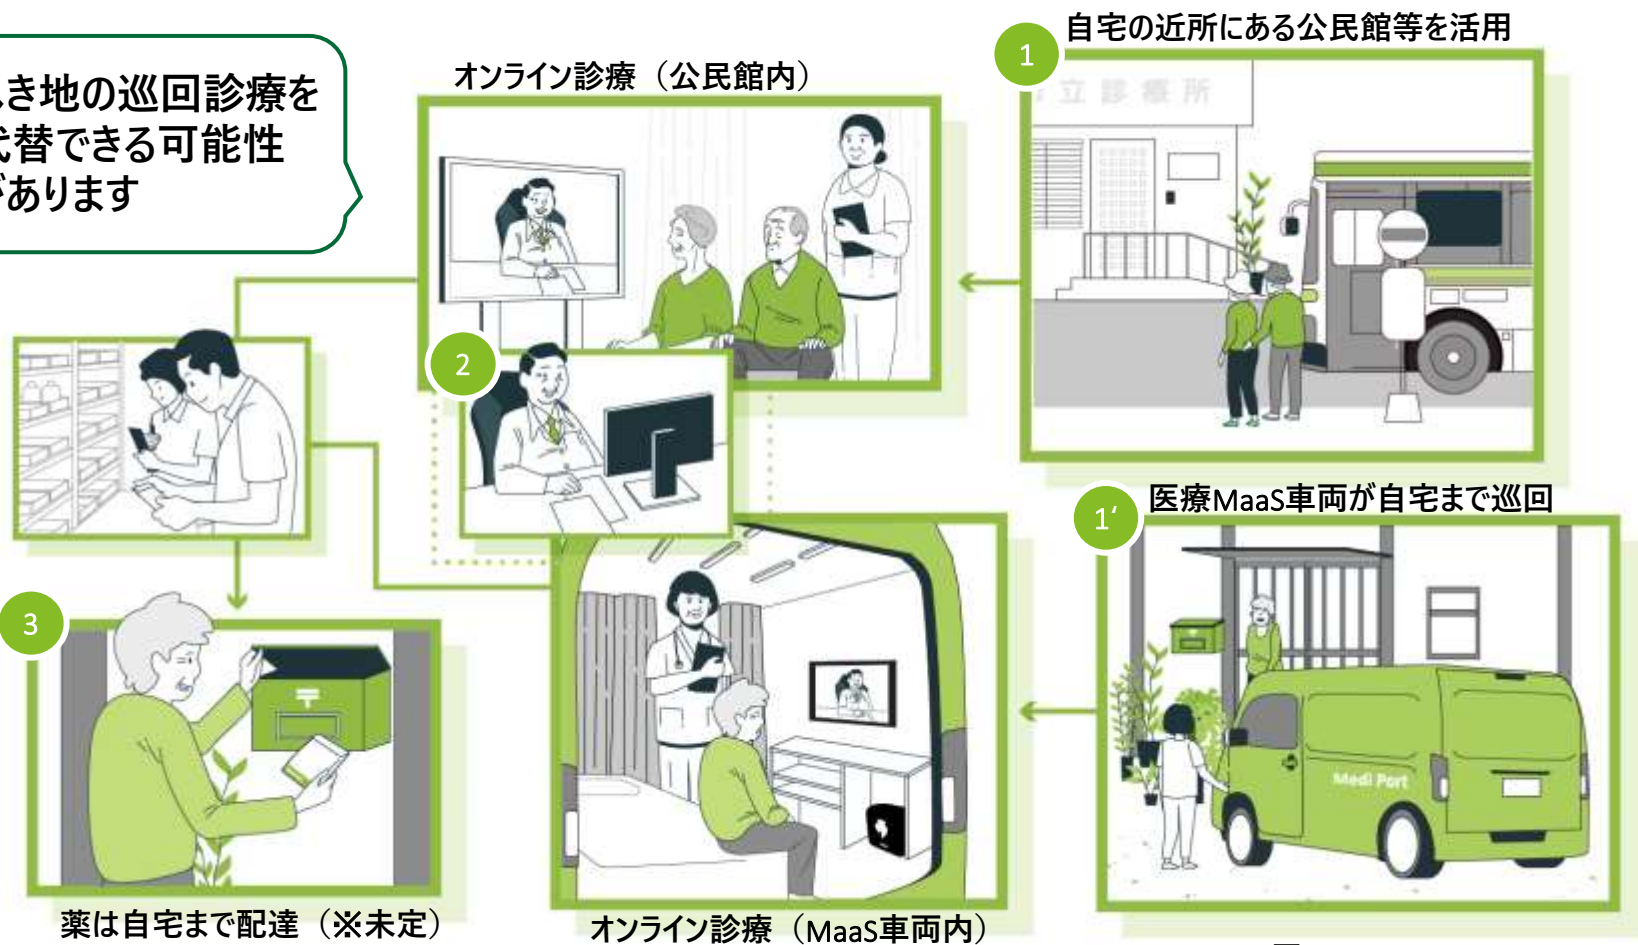 き地の巡回診療を
替できる可能性
あります
オンライン診療（公民館内）
1
自宅の近所にある公民館等を活用
立診療所
2
1‘
医療MaaS車両が自宅まで巡回
3
Medi Port
薬は自宅まで配達（※未定）
オンライン診療（MaaS車両内）